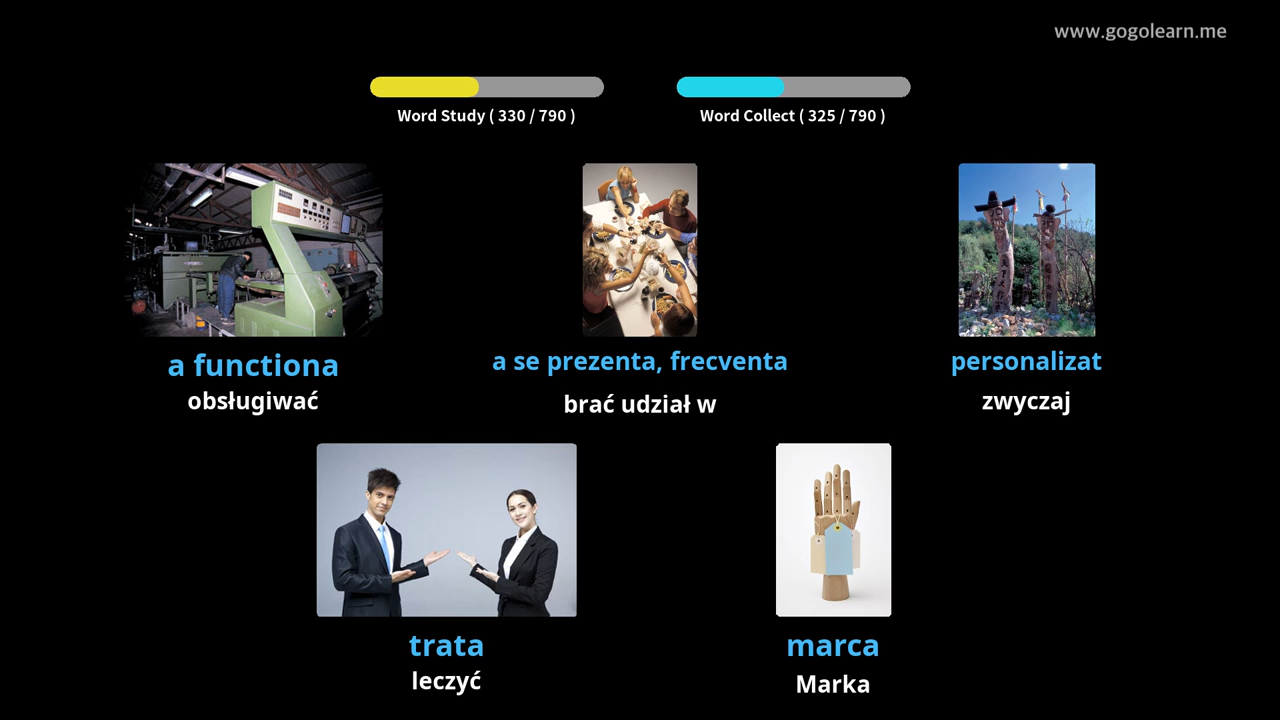 www.gogolearn.me
Word Study ( 330 / 790 )
Word Collect ( 325 / 790 )
a functiona
obsługiwać
a se prezenta, frecventa
brać udział w
personalizat
zwyczaj
trata
leczyć
marca
Marka